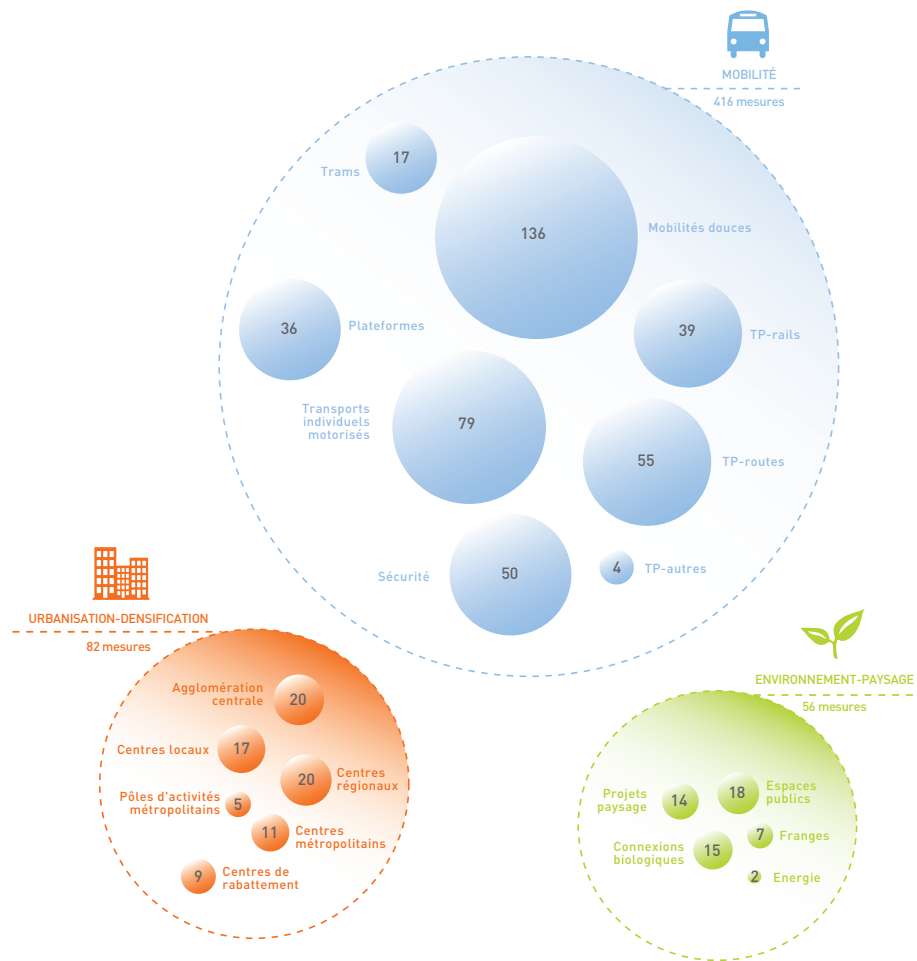 MOBILITÉ
416 mesures
17
Trams
136
Mobilités douces
36
Plateformes
39
TP-rails
Transports
individuels
motorisés
79
55
TP-routes
Sécurité
50
4
TP-autres
URBANISATION-DENSIFICATION
82 mesures
Agglomération
centrale
20
Centres locaux
17
20
Centres
régionaux
Pôles d'activités
métropolitains
5
11
Centres
métropolitains
9
Centres de
rabattement
ENVIRONNEMENT-PAYSAGE
56 mesures
Projets
paysage
14
18
Espaces
publics
Connexions
biologiques
15
7
Franges
2
Energie